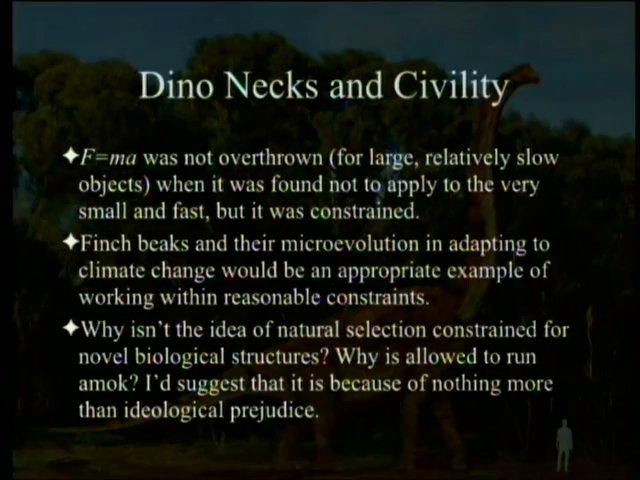 Dino Necks and Civility
✦F=ma was not overthrown (for large, relatively slow
objects) when it was found not to apply to the very
small and fast, but it was constrained.
✦Finch beaks and their microevolution in adapting to
climate change would be an appropriate example of
working within reasonable constraints.
✦Why isn't the idea of natural selection constrained for
novel biological structures? Why is allowed to run
amok? I'd suggest that it is because of nothing more
than ideological prejudice.